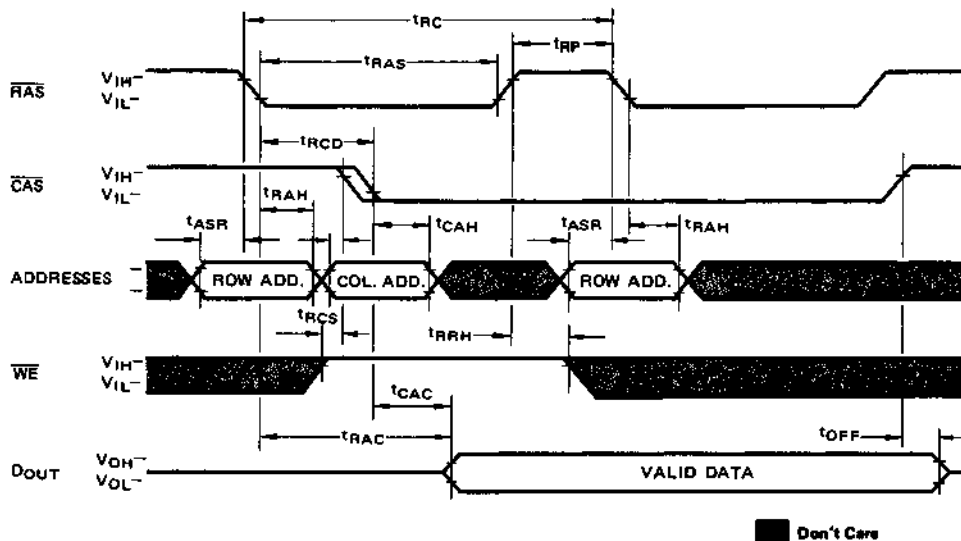 tRC
tRP
tRAS
RAS VIH VIL
tRCD
CAS VIH VIL
tRAH
tASR tCAH tASR tRAH
ADDRESSES ROW ADD. COL. ADD. ROW ADD.
tRCS tRRH
WE VIH VIL
tCAC
tRAC tOFF
DOUT VOH VOL VALID DATA
Don't Care